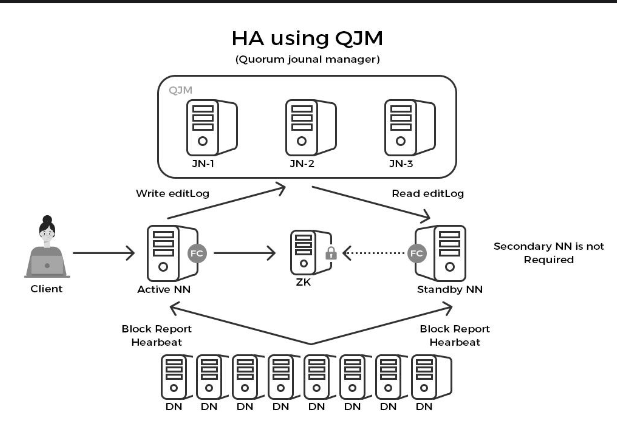 HA using QJM
(Quorum jounal manager)
QJM
JN-1
JN-2
JN-3
Write editLog
Read editLog
FC
FC
Secondary NN is not
Required
Client
Active NN
ZK
Standby NN
Block Report
Hearbeat
Block Report
Hearbeat
DN DN DN DN DN DN DN DN